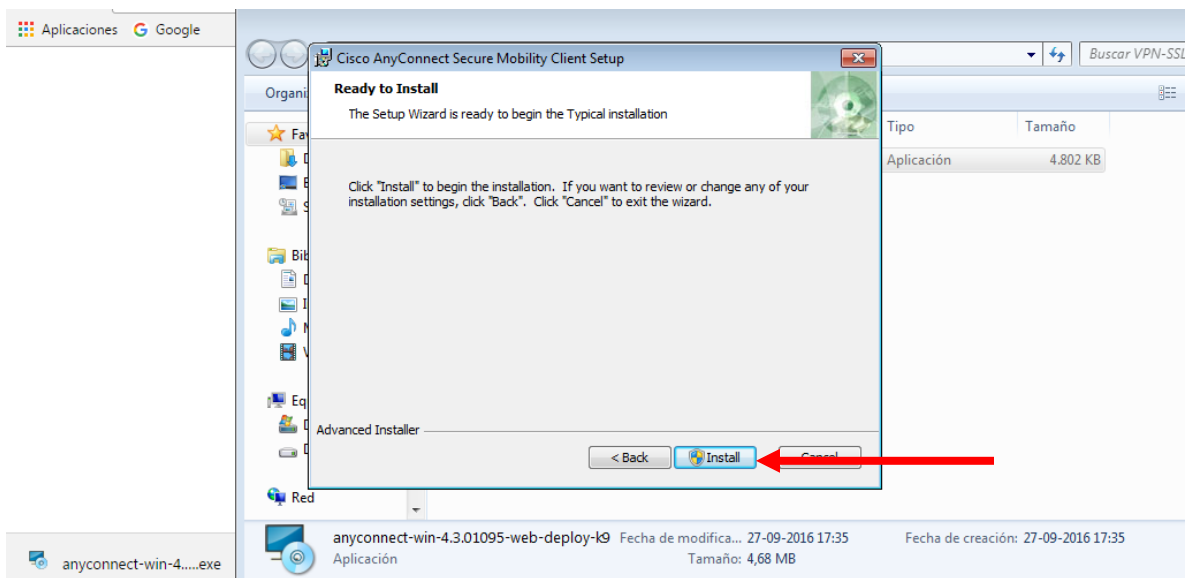 Aplicaciones Google
Cisco AnyConnect Secure Mobility Client Setup
Buscar VPN-SSL
Ready to Install
The Setup Wizard is ready to begin the Typical installation
Tipo Tamaño
Aplicación 4.802 KB
Click "Install" to begin the installation. If you want to review or change any of your
installation settings, click "Back". Click "Cancel" to exit the wizard.
Advanced Installer
< Back Install Cancel
Red
anyconnect-win-4.3.01095-web-deploy-k9 Fecha de modifica... 27-09-2016 17:35 Fecha de creación: 27-09-2016 17:35
Aplicación Tamaño: 4,68 MB
anyconnect-win-4.....exe